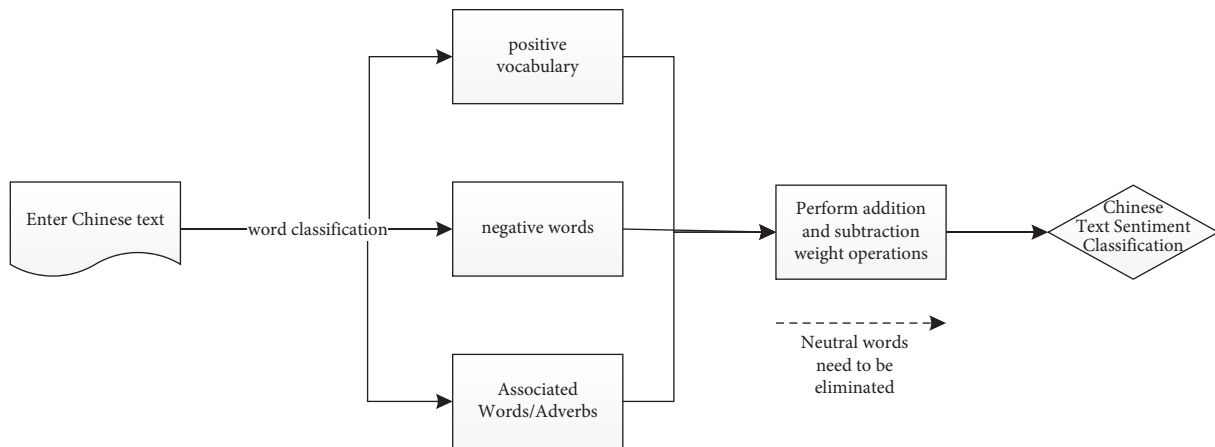 Enter Chinese text
word classification
positive
vocabulary
negative words
Associated
Words/Adverbs
Perform addition
and subtraction
weight operations
Neutral words
need to be
eliminated
Chinese
Text Sentiment
Classification